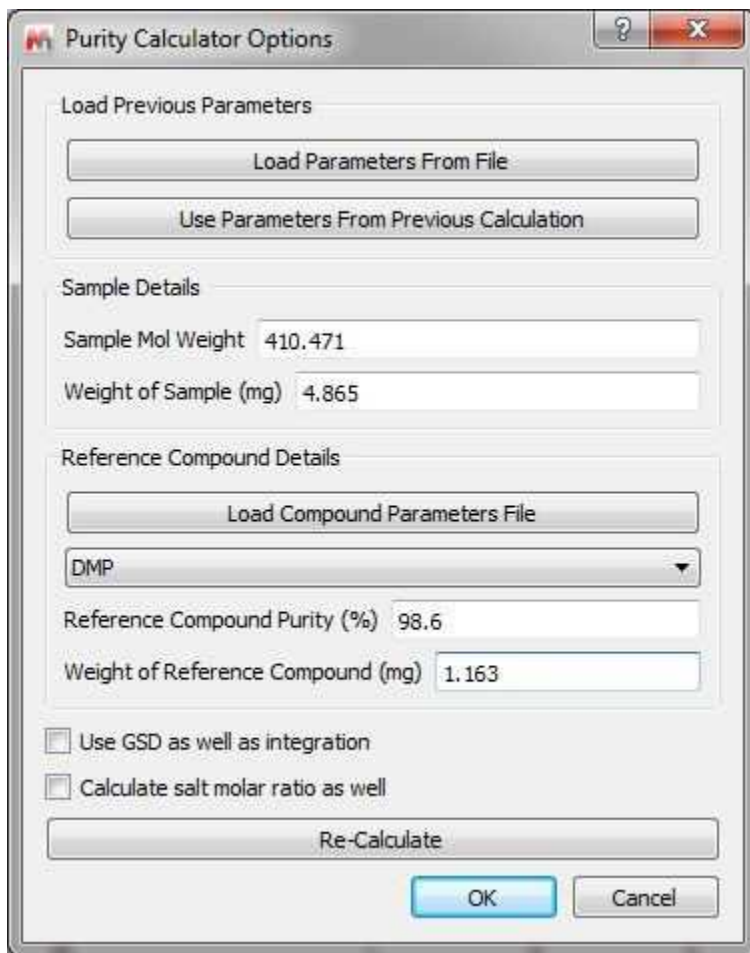 Purity Calculator Options
Load Previous Parameters
Load Parameters From File
Use Parameters From Previous Calculation
Sample Details
Sample Mol Weight 410.471
Weight of Sample (mg) 4.865
Reference Compound Details
Load Compound Parameters File
DMP
Reference Compound Purity (%) 98.6
Weight of Reference Compound (mg) 1.163
Use GSD as well as integration
Calculate salt molar ratio as well
Re-Calculate
OK Cancel